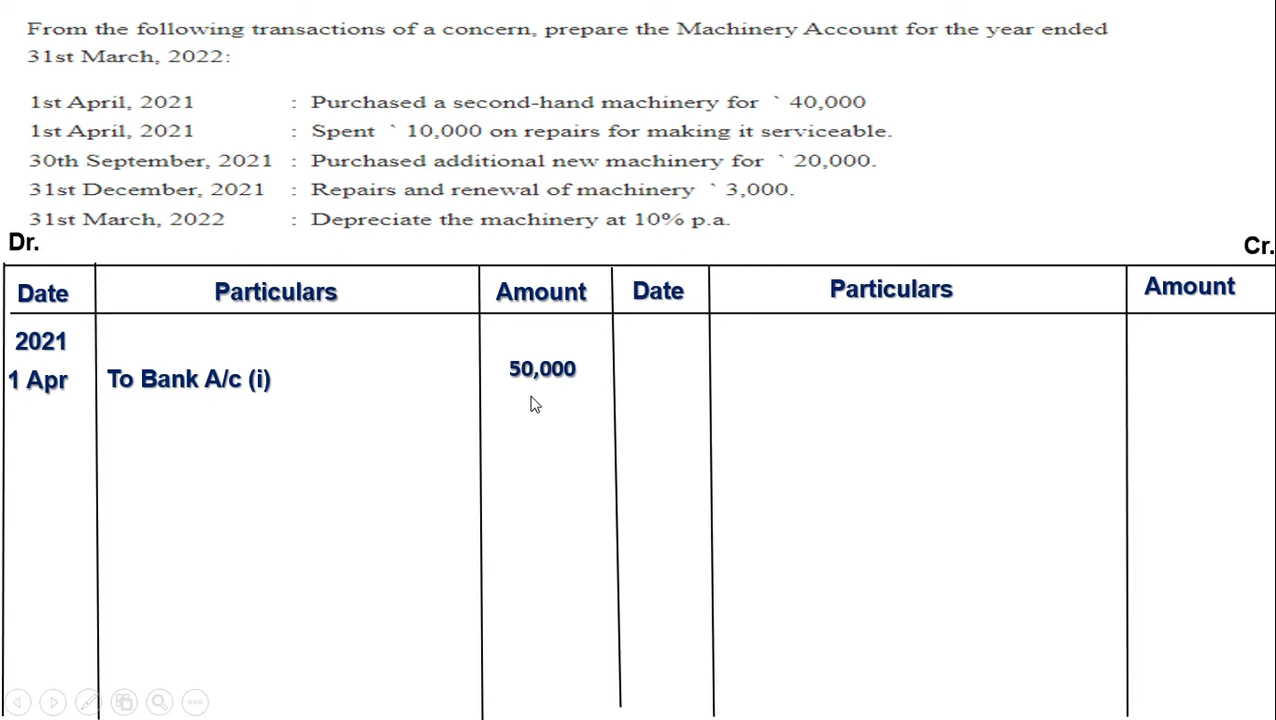 From the following transactions of a concern, prepare the Machinery Account for the year ended
31st March, 2022:
1st April, 2021 : Purchased a second-hand machinery for ` 40,000
1st April, 2021 : Spent ` 10,000 on repairs for making it serviceable.
30th September, 2021 : Purchased additional new machinery for ` 20,000.
31st December, 2021 : Repairs and renewal of machinery ` 3,000.
31st March, 2022 : Depreciate the machinery at 10% p.a.
Dr. Cr.
Date Particulars Amount Date Particulars Amount
2021
1 Apr To Bank A/c (i) 50,000